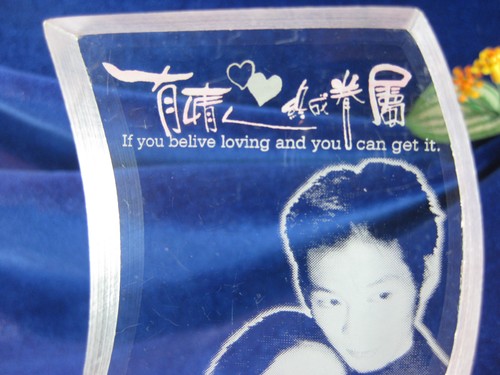 有情人終成眷屬
If you belive loving and you can get it.